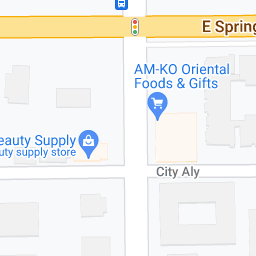 E Spring
AM-KO Oriental
Foods & Gifts
eauty Supply
uty supply store
City Aly